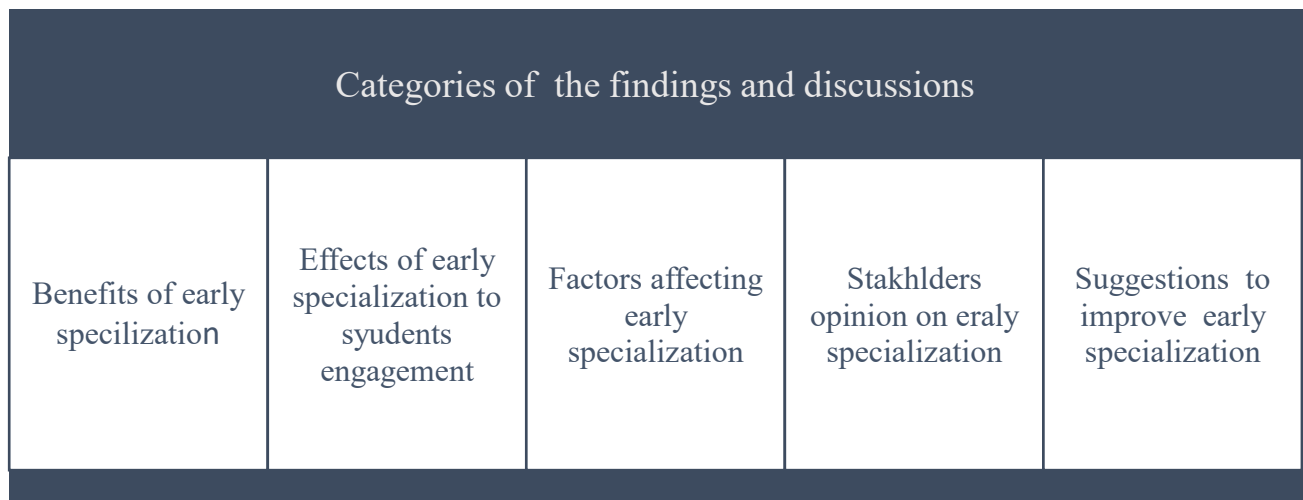 Categories of  the findings and discussions
Benefits of early
specilization
Effects of early
specialization to
syudents
engagement
Factors affecting
early
specialization
Stakhlders
opinion on eraly
specialization
Suggestions  to
improve  early
specialization